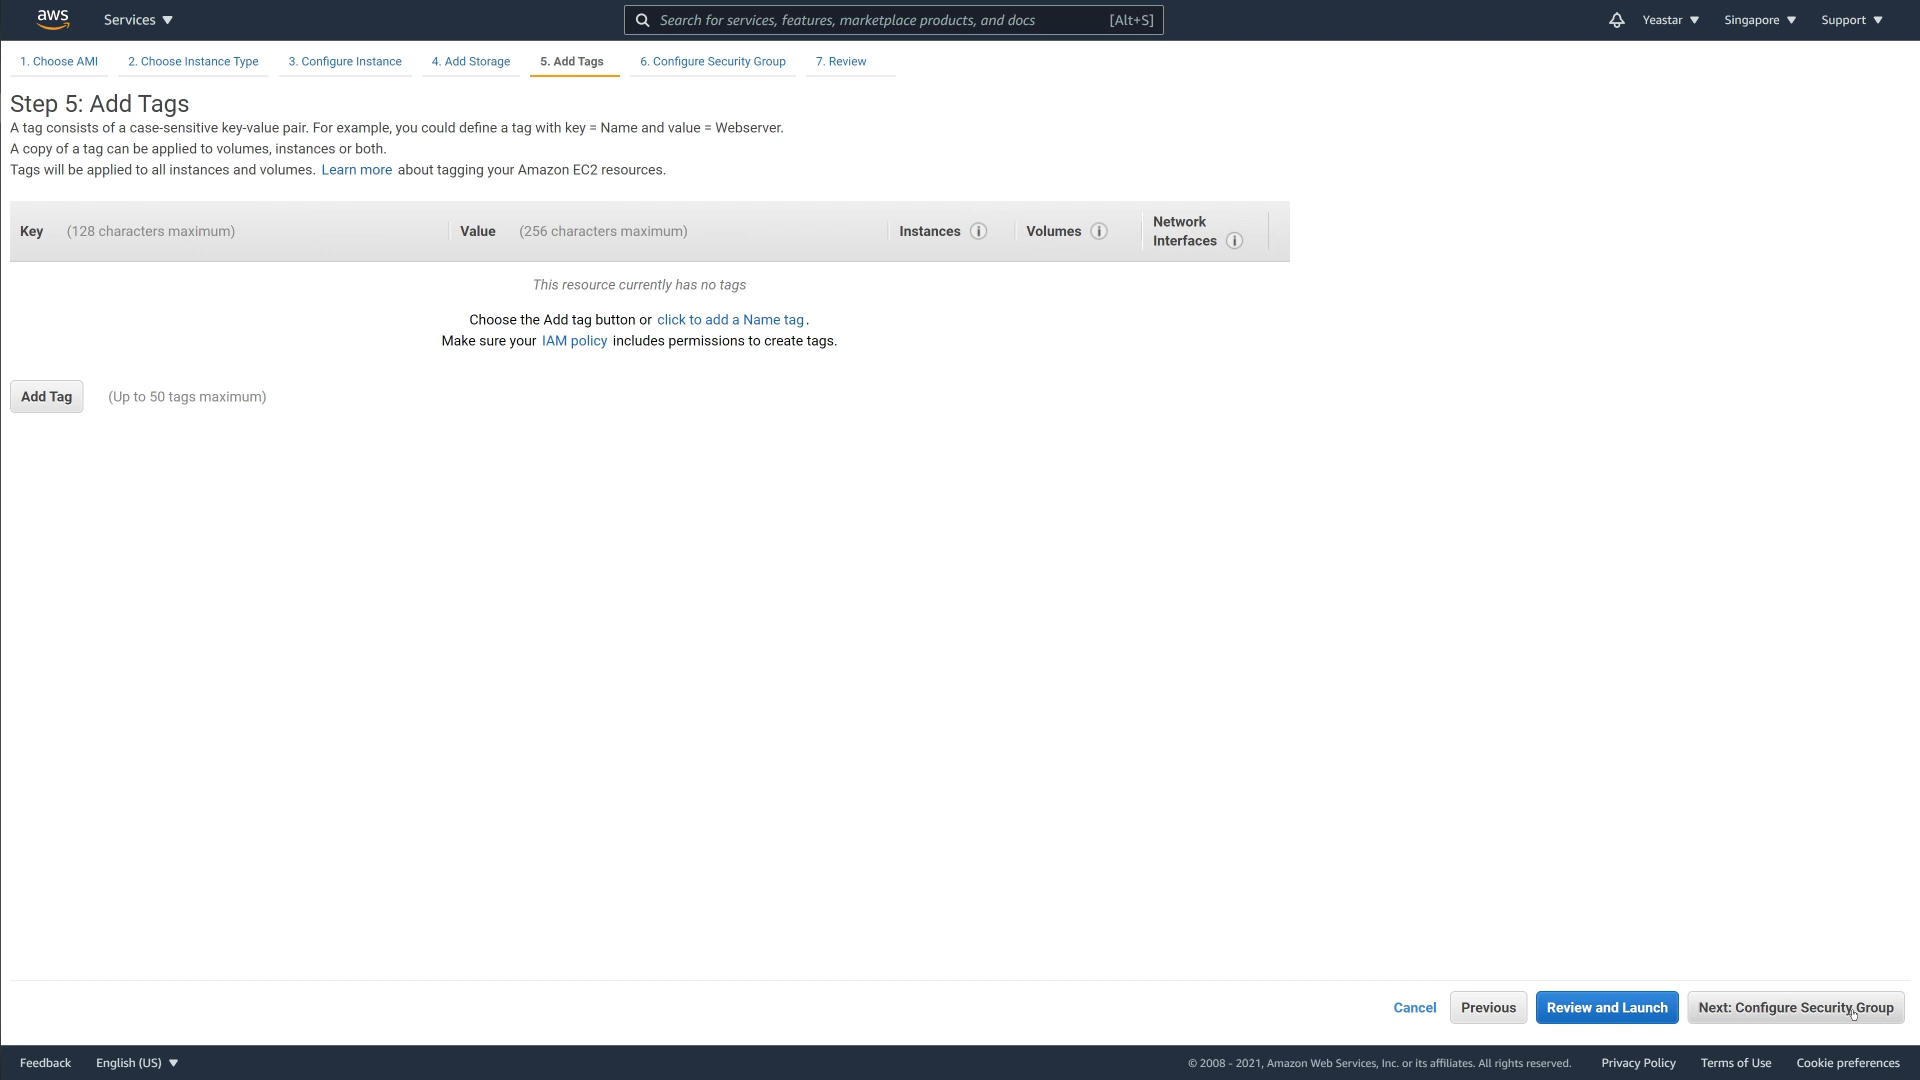 aws Services Search for services, features, marketplace products, and docs [Alt+S] Yeastar Singapore Support
1. Choose AMI 2. Choose Instance Type 3. Configure Instance 4. Add Storage 5. Add Tags 6. Configure Security Group 7. Review
Step 5: Add Tags
A tag consists of a case-sensitive key-value pair. For example, you could define a tag with key = Name and value = Webserver.
A copy of a tag can be applied to volumes, instances or both.
Tags will be applied to all instances and volumes. Learn more about tagging your Amazon EC2 resources.
Key (128 characters maximum) Value (256 characters maximum) Instances Volumes Network
Interfaces
This resource currently has no tags
Choose the Add tag button or click to add a Name tag.
Make sure your IAM policy includes permissions to create tags.
Add Tag (Up to 50 tags maximum)
Cancel Previous Review and Launch Next: Configure Security Group
Feedback English (US) © 2008 - 2021, Amazon Web Services, Inc. or its affiliates. All rights reserved. Privacy Policy Terms of Use Cookie preferences